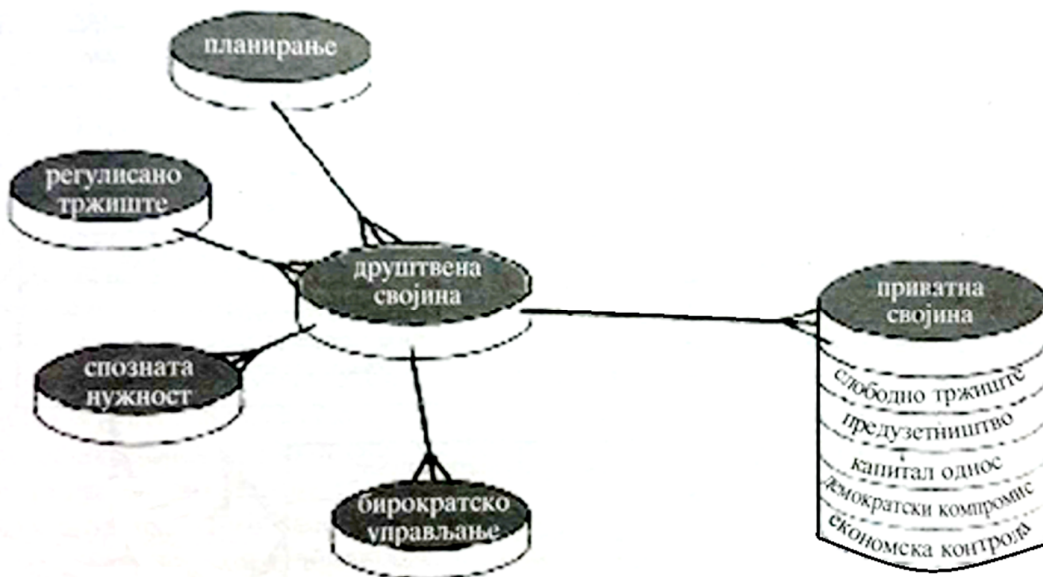 планирање
регулисано
тржиште
друштвена
својина
спозната
нужност
бирократско
управљање
приватна
својина
слободно тржиште
предузетништво
капитал однос
демократски компромис
економска контрола